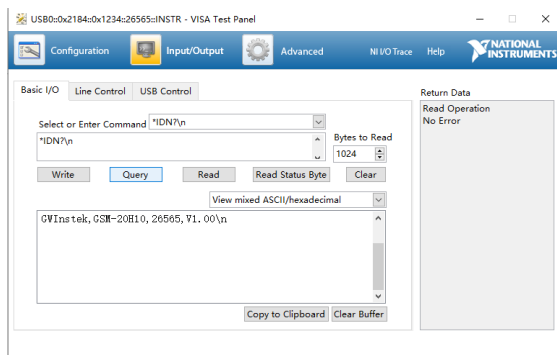 USB0::0x2184::0x1234::26565::INSTR - VISA Test Panel
Configuration
Input/Output
Advanced
NI I/O Trace
Help
NATIONAL INSTRUMENTS
Basic I/O
Line Control
USB Control
Return Data
Read Operation
No Error
Select or Enter Command
*IDN?\n
*IDN?\n
Bytes to Read
1024
Write
Query
Read
Read Status Byte
Clear
View mixed ASCII/hexadecimal
GWInstek,GSM-20H10,26565,V1.00\n
Copy to Clipboard
Clear Buffer